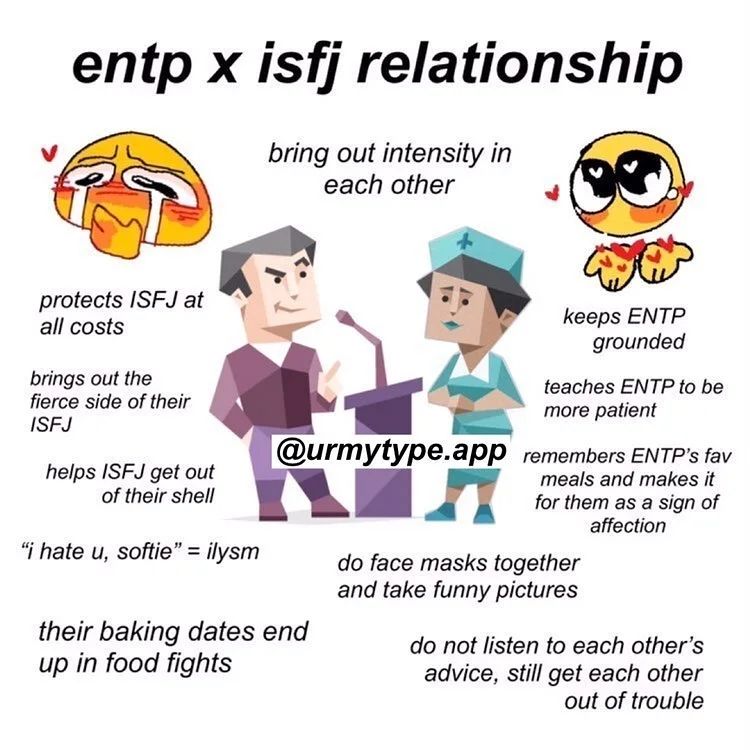 entp x isfj relationship
bring out intensity in
each other
protects ISFJ at
all costs
brings out the
fierce side of their
ISFJ
helps ISFJ get out
of their shell
“i hate u, softie” = ilysm
their baking dates end
up in food fights
@urmytype.app
keeps ENTP
grounded
teaches ENTP to be
more patient
remembers ENTP’s fav
meals and makes it
for them as a sign of
affection
do face masks together
and take funny pictures
do not listen to each other’s
advice, still get each other
out of trouble